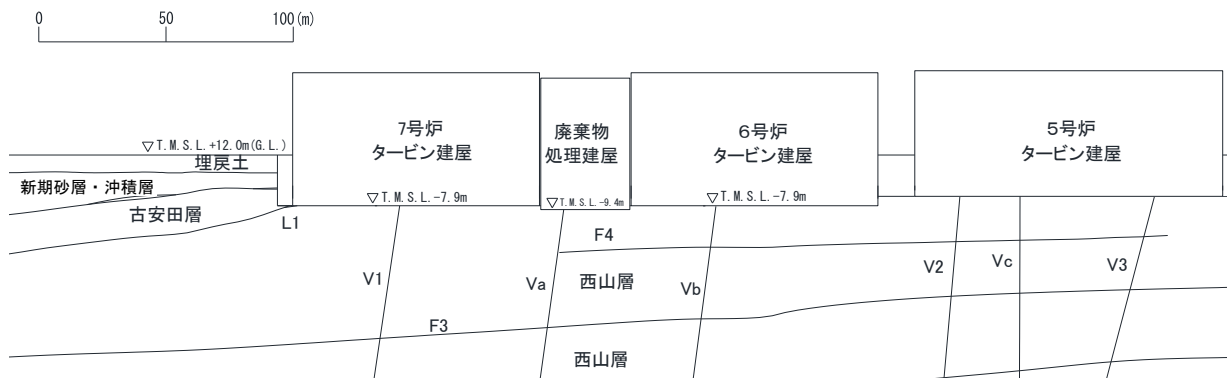 0 50 100(m)
7号炉
タービン建屋
廃棄物
処理建屋
6号炉
タービン建屋
5号炉
タービン建屋
▽T.M.S.L.+12.0m(G.L.)
埋戻土
新期砂層・沖積層
古安田層
▽T.M.S.L.-7.9m
▽T.M.S.L.-9.4m
▽T.M.S.L.-7.9m
L1
F4
V1
Va
西山層
Vb
V2
Vc
V3
F3
西山層